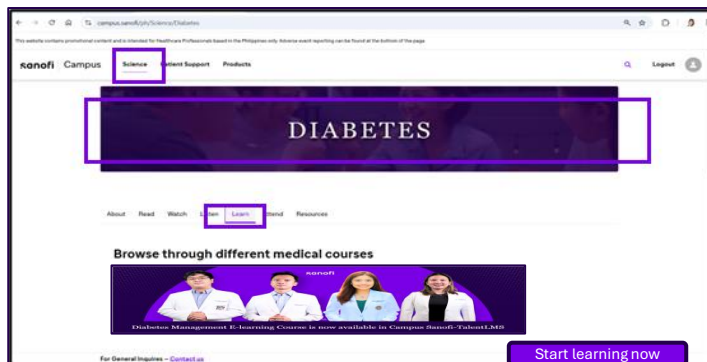 campus.sanofi/ph/Science/Diabetes
This website contains promotional content and is intended for Healthcare Professionals based in the Philippines only. Adverse event reporting can be found at the bottom of the page.
sanofi Campus Science Patient Support Products Logout
DIABETES
About Read Watch Listen Learn Attend Resources
Browse through different medical courses
sanofi
Diabetes Management E-learning Course is now available in Campus Sanofi-TalentLMS
For General Inquires – Contact us
Start learning now